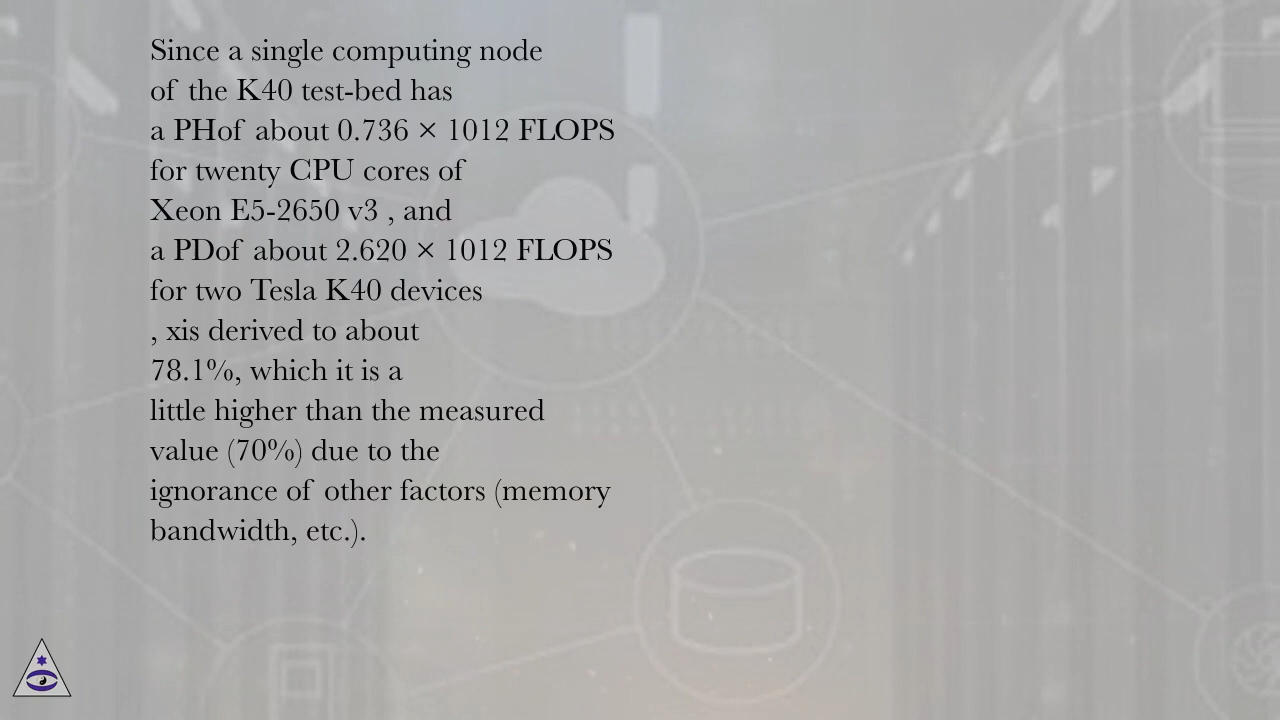 Since a single computing node
of the K40 test-bed has
a PHof about 0.736 × 1012 FLOPS
for twenty CPU cores of
Xeon E5-2650 v3 , and
a PDof about 2.620 × 1012 FLOPS
for two Tesla K40 devices
, xis derived to about
78.1%, which it is a
little higher than the measured
value (70%) due to the
ignorance of other factors (memory
bandwidth, etc.).